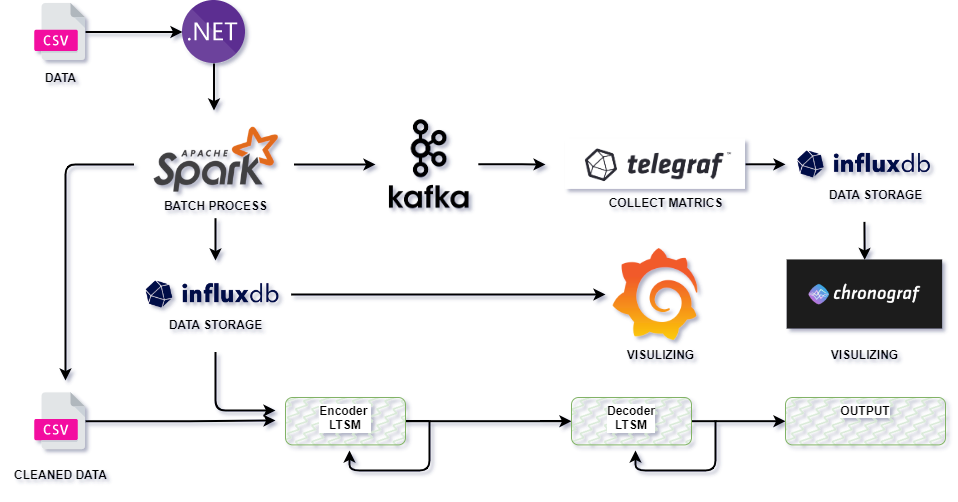 CSV
DATA
.NET
APACHE
Spark
BATCH PROCESS
kafka
telegraf™
COLLECT MATRICS
influxdb
DATA STORAGE
influxdb
DATA STORAGE
VISULIZING
chronograf
VISULIZING
CSV
CLEANED DATA
Encoder
LTSM
Decoder
LTSM
OUTPUT